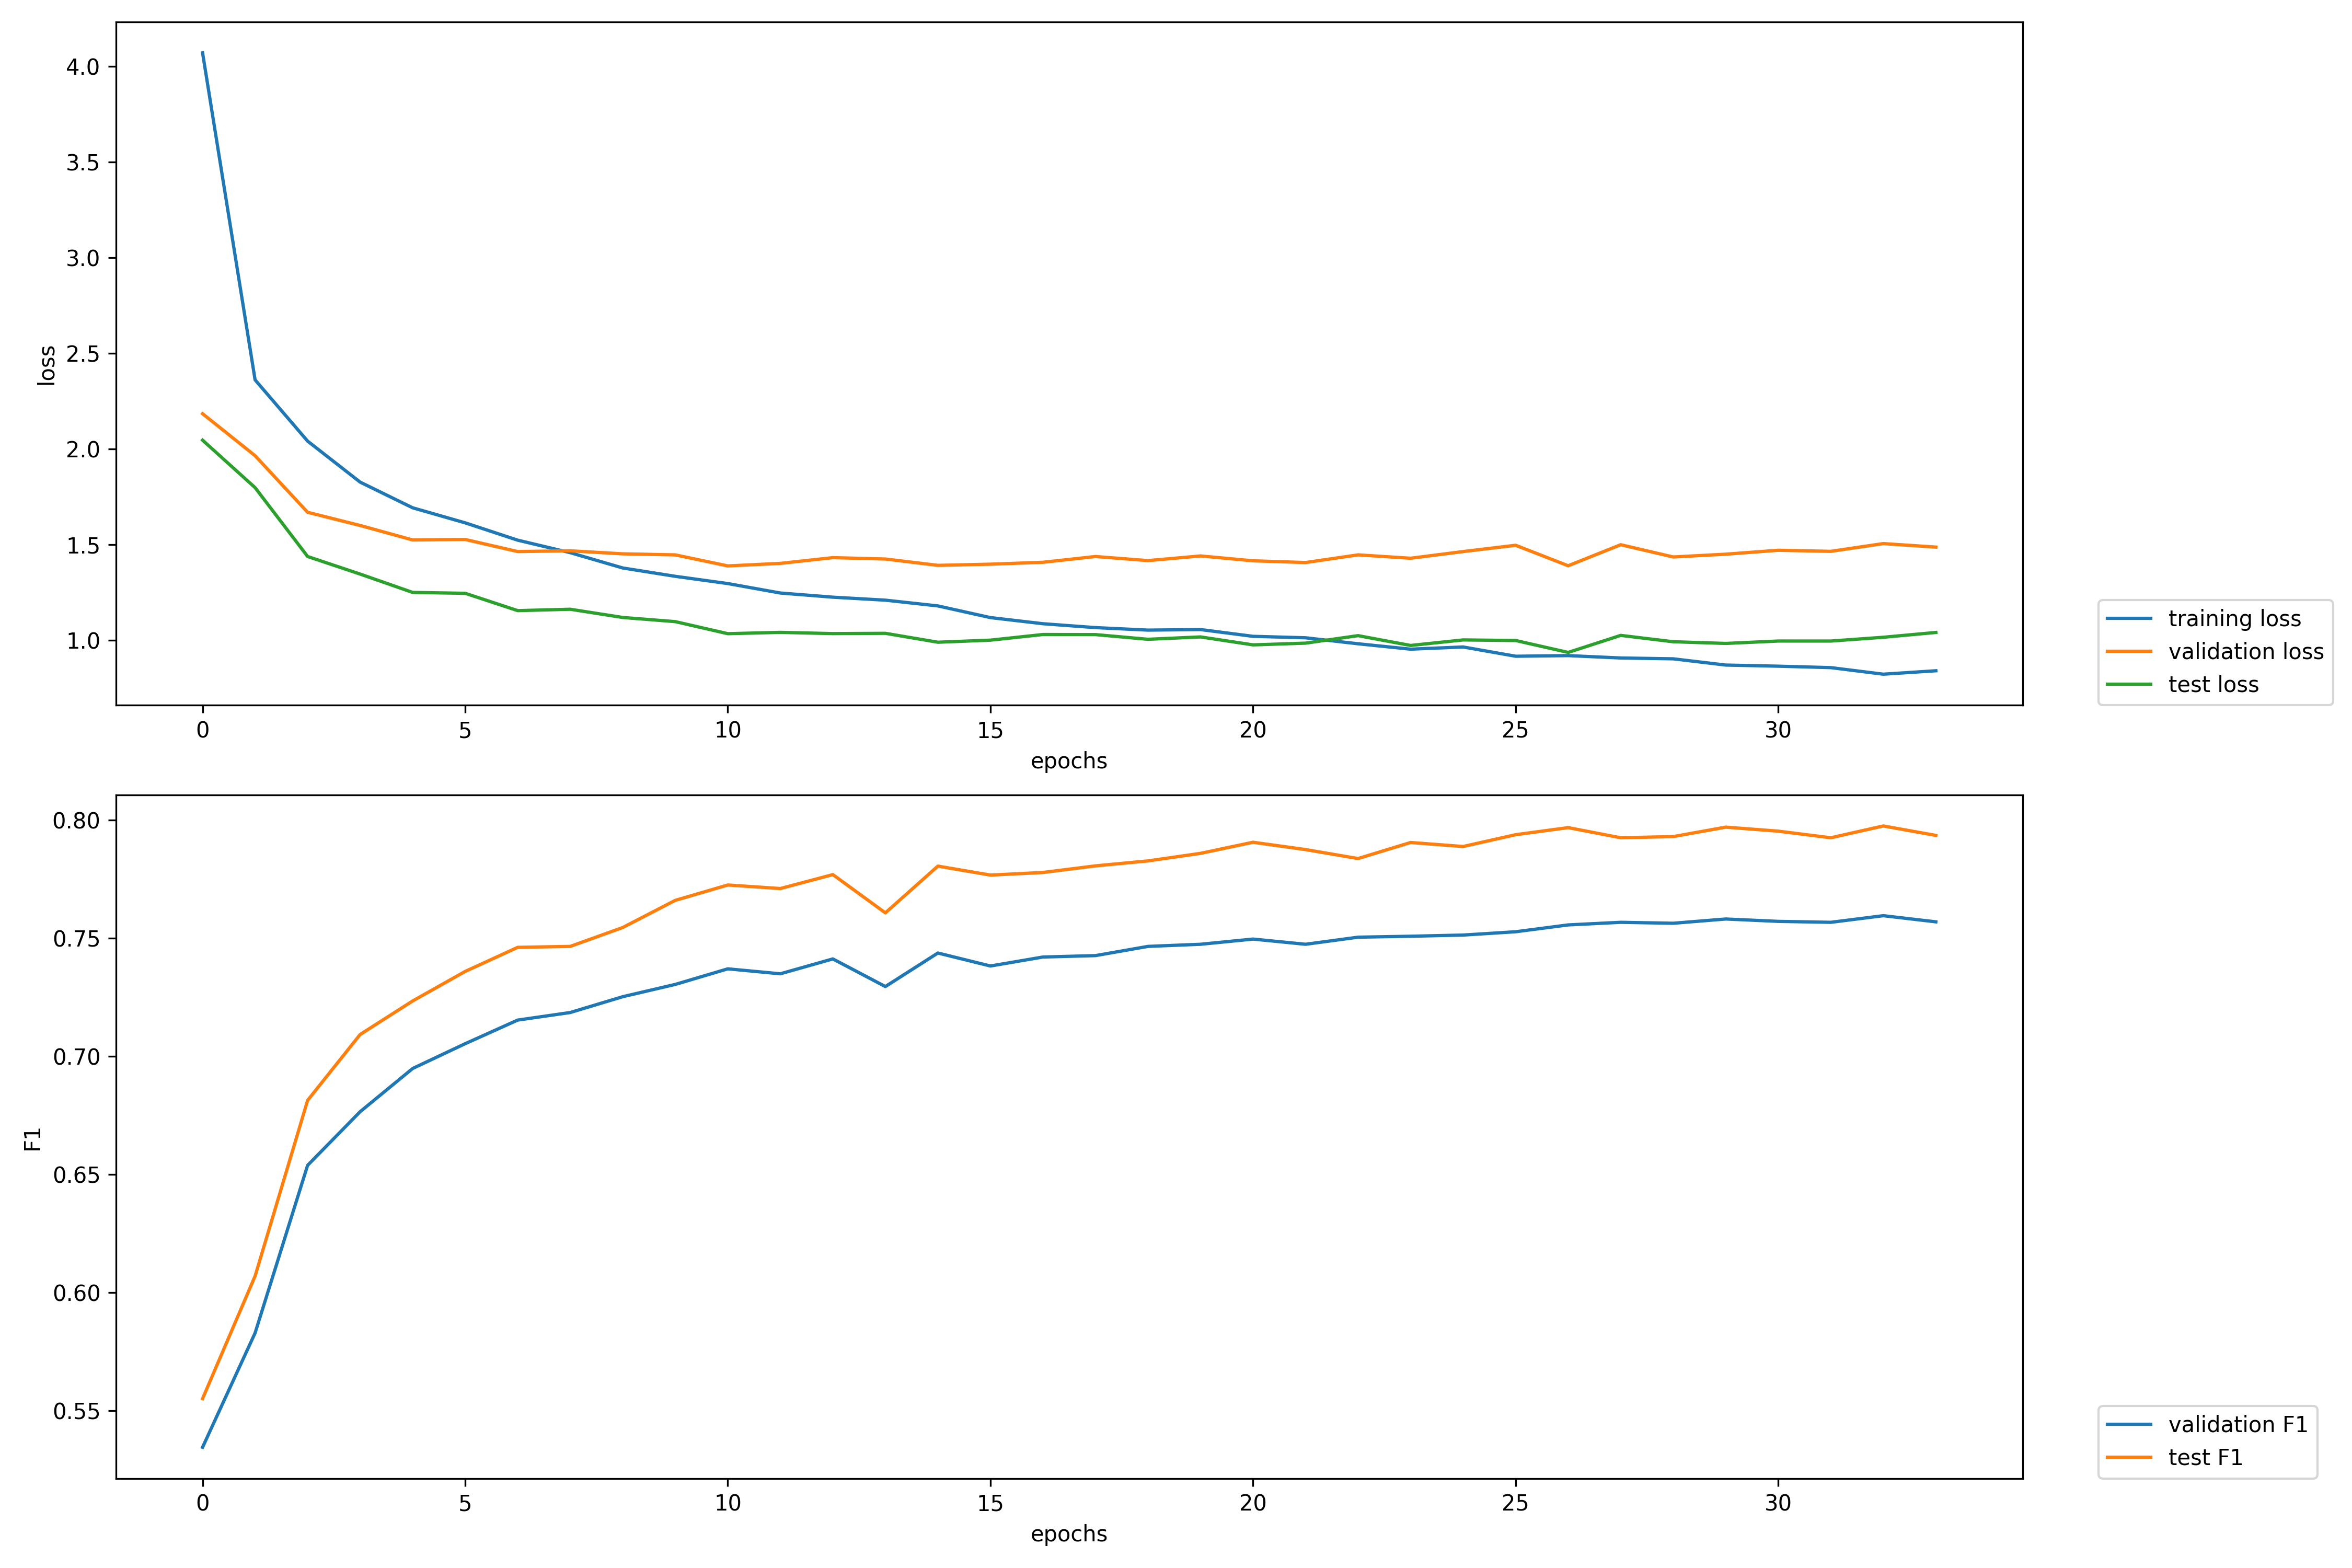 4.0
3.5
3.0
2.5
2.0
1.5
1.0
loss
0 5 10 15 20 25 30
epochs
training loss
validation loss
test loss
0.80
0.75
0.70
0.65
0.60
0.55
F1
0 5 10 15 20 25 30
epochs
validation F1
test F1